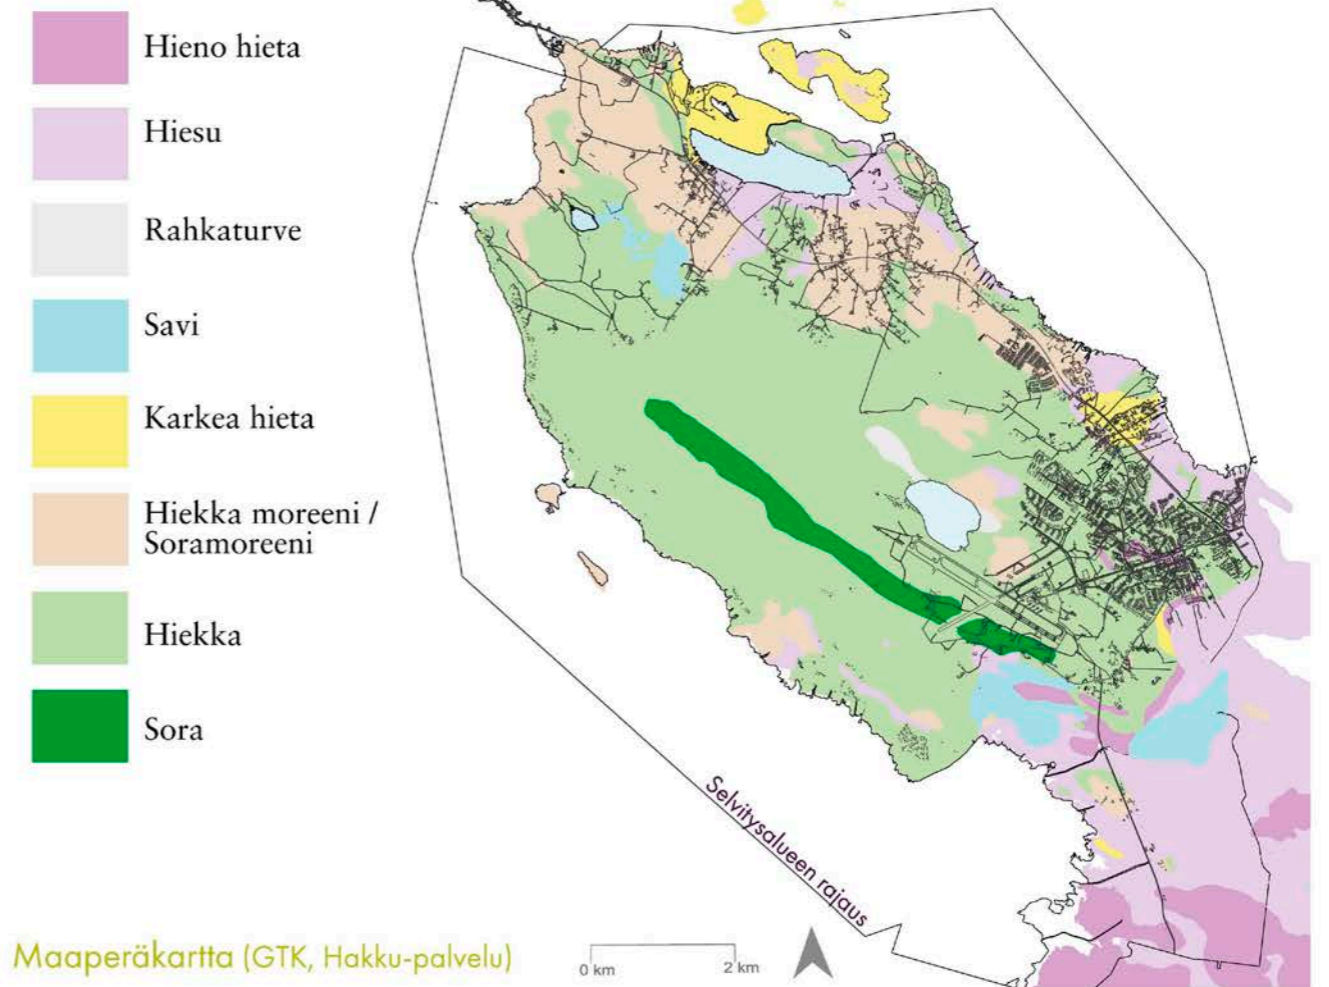 Hieno hieta
Hiesu
Rahkaturve
Savi
Karkea hieta
Hiekka moreeni /
Soramoreeni
Hiekka
Sora
Selvitysalueen rajaus
Maaperäkartta (GTK, Hakku-palvelu)
0 km
2 km